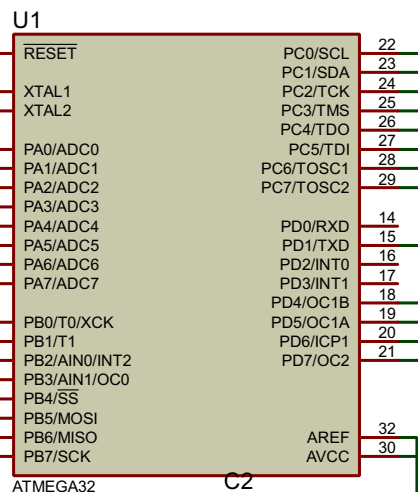 U1
RESET PC0/SCL 22
PC1/SDA 23
XTAL1 PC2/TCK 24
XTAL2 PC3/TMS 25
PC4/TDO 26
PA0/ADC0 PC5/TDI 27
PA1/ADC1 PC6/TOSC1 28
PA2/ADC2 PC7/TOSC2 29
PA3/ADC3
PA4/ADC4 PD0/RXD 14
PA5/ADC5 PD1/TXD 15
PA6/ADC6 PD2/INT0 16
PA7/ADC7 PD3/INT1 17
PD4/OC1B 18
PB0/T0/XCK PD5/OC1A 19
PB1/T1 PD6/ICP1 20
PB2/AIN0/INT2 PD7/OC2 21
PB3/AIN1/OC0
PB4/SS
PB5/MOSI
PB6/MISO AREF 32
PB7/SCK AVCC 30
ATMEGA32 C2